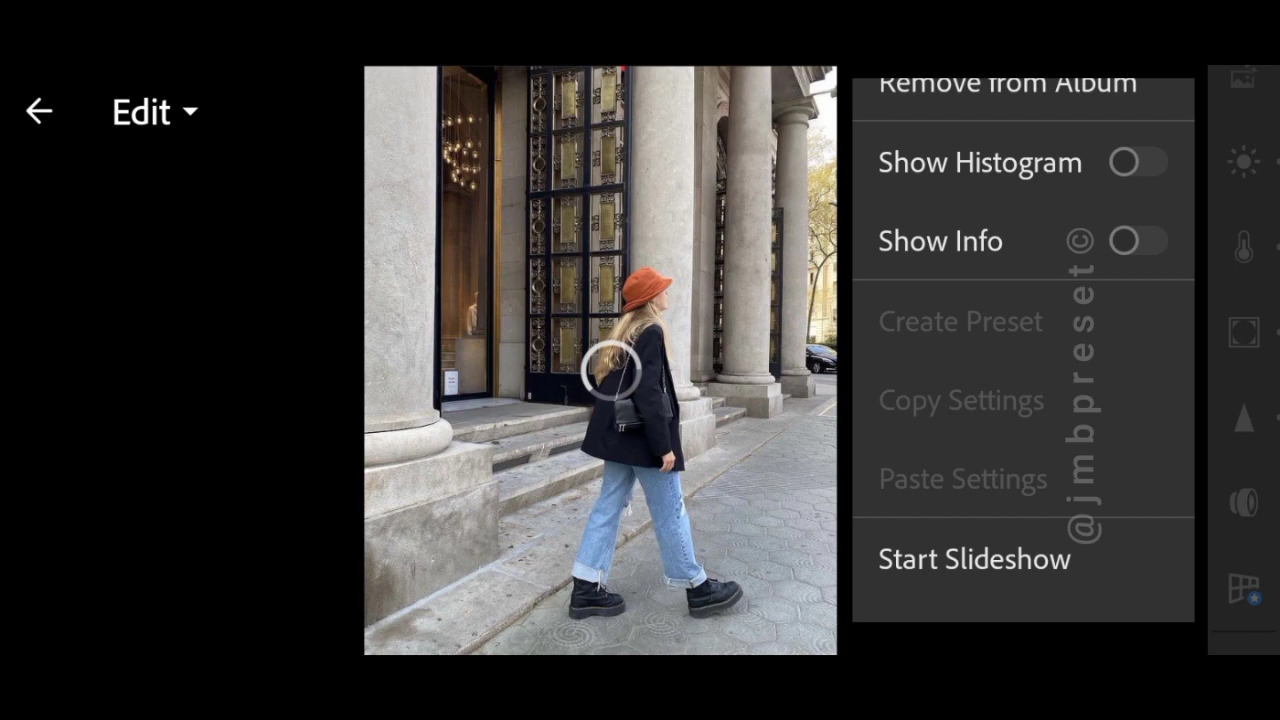 Edit
Remove from Album
Show Histogram
Show Info
Create Preset
Copy Settings
Paste Settings
Start Slideshow
@jmbpreset©